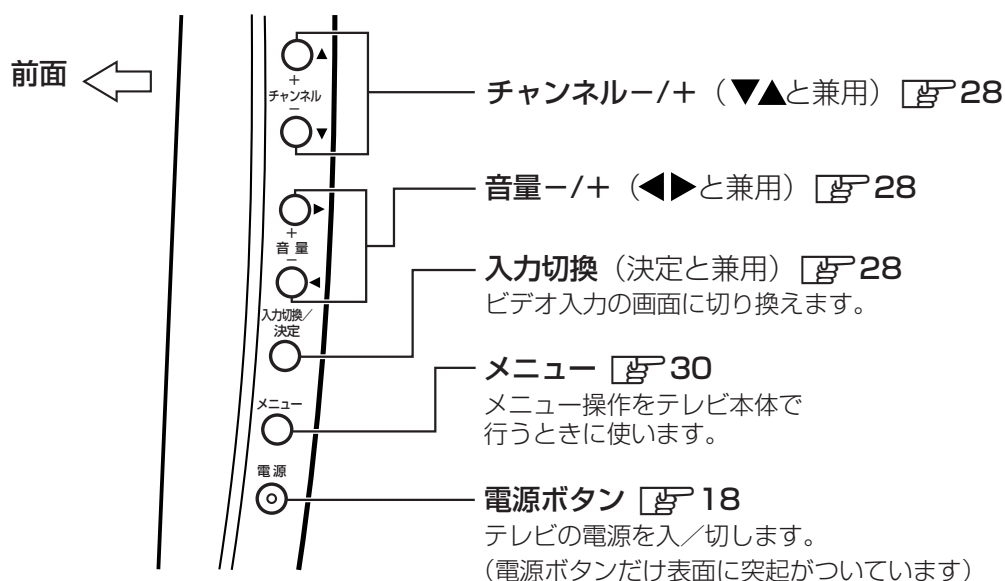 前面
▲
+
チャンネル
−
▼
▶
+
音量
−
◀
入力切換／
決定
メニュー
電源
チャンネル−/+（▼▲と兼用） 28
音量−/+（◀▶と兼用） 28
入力切換（決定と兼用） 28
ビデオ入力の画面に切り換えます。
メニュー 30
メニュー操作をテレビ本体で
行うときに使います。
電源ボタン 18
テレビの電源を入／切します。
（電源ボタンだけ表面に突起がついています）